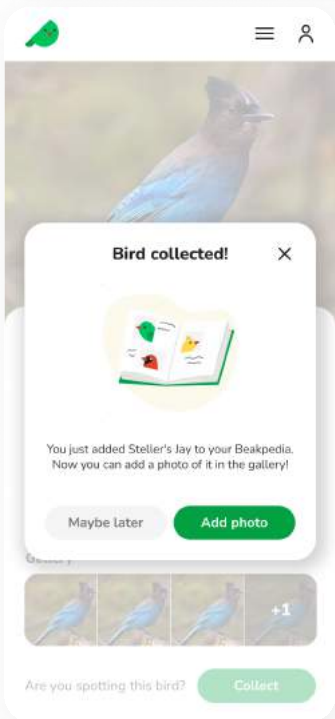 Bird collected!
You just added Steller's Jay to your Beakpedia.
Now you can add a photo of it in the gallery!
Maybe later
Add photo
Gallery
+1
Are you spotting this bird?
Collect